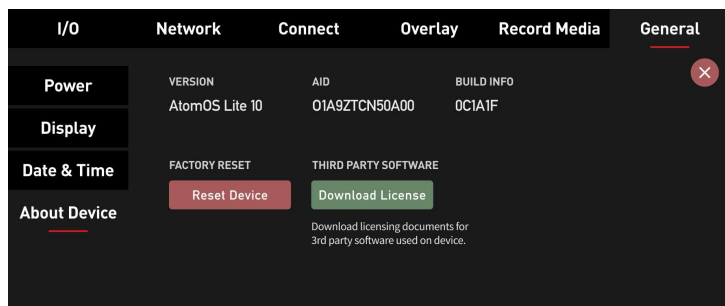 I/O Network Connect Overlay Record Media General
Power
Display
Date & Time
About Device
VERSION AID BUILD INFO
AtomOS Lite 10 O1A9ZTCN50A00 0C1A1F
FACTORY RESET THIRD PARTY SOFTWARE
Reset Device Download License
Download licensing documents for
3rd party software used on device.